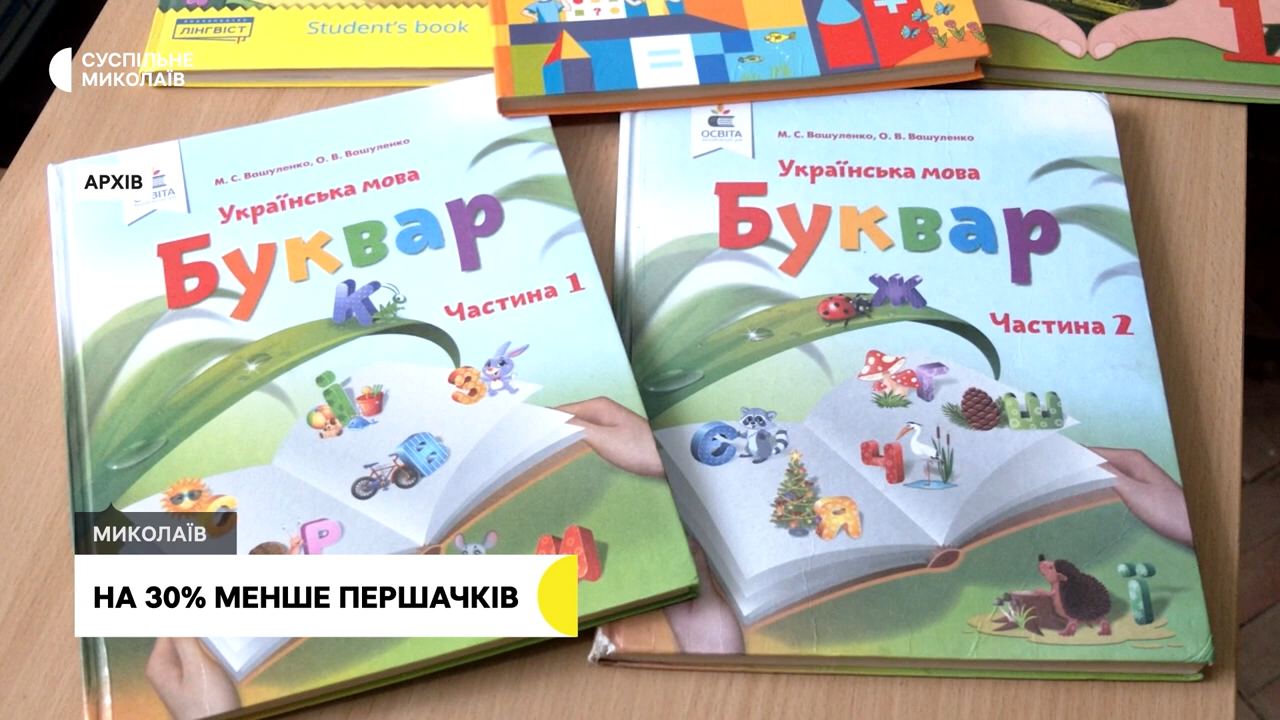 ЛІНГВІСТ
Student's book
СУСПІЛЬНЕ
МИКОЛАЇВ
АРХІВ
М. С. Вашуленко, О. В. Вашуленко
Українська мова
Буквар
К
Частина 1
З
І
В
О
Р
М
ОСВІТА
М. С. Вашуленко, О. В. Вашуленко
Українська мова
Буквар
Ж
Частина 2
Ґ
Щ
Є
Ч
Я
Ї
1
МИКОЛАЇВ
НА 30% МЕНШЕ ПЕРШАЧКІВ